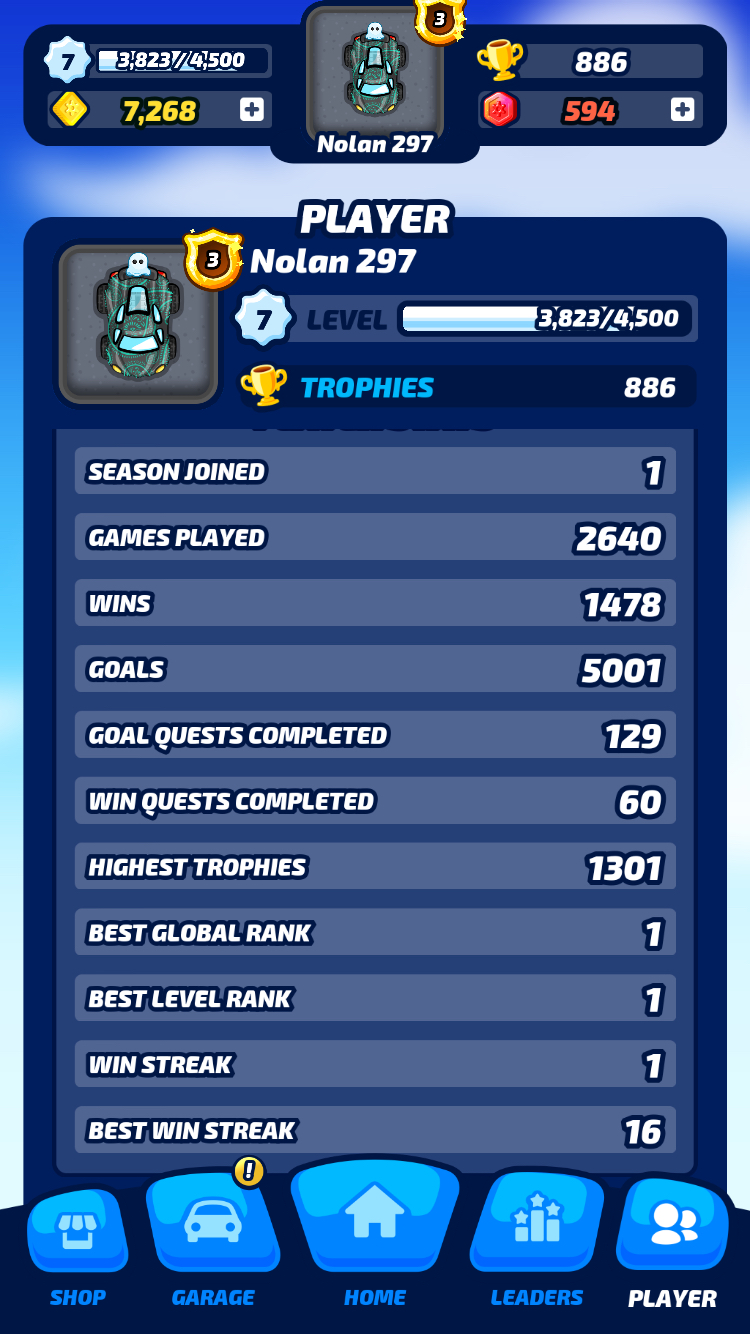 3
7 3,823/4,500
886
7,268
594
Nolan 297
PLAYER
3
Nolan 297
7 LEVEL 3,823/4,500
TROPHIES 886
SEASON JOINED 1
GAMES PLAYED 2640
WINS 1478
GOALS 5001
GOAL QUESTS COMPLETED 129
WIN QUESTS COMPLETED 60
HIGHEST TROPHIES 1301
BEST GLOBAL RANK 1
BEST LEVEL RANK 1
WIN STREAK 1
BEST WIN STREAK 16
!
SHOP GARAGE HOME LEADERS PLAYER